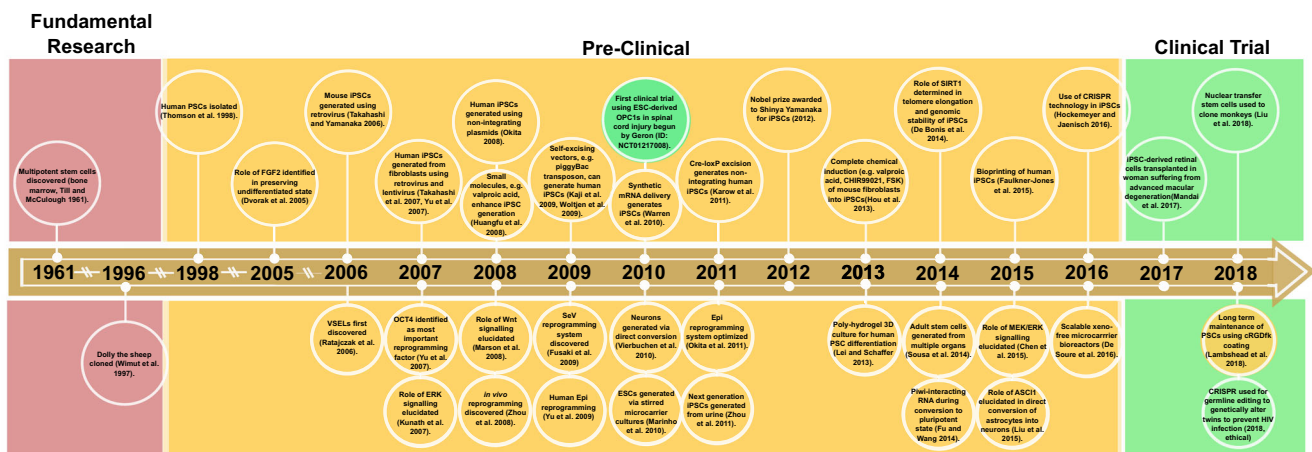 Fundamental
Research
Pre-Clinical
Clinical Trial
Multipotent stem cells
discovered (bone
marrow, Till and
McCulough 1961).
Human PSCs isolated
(Thomson et al. 1998).
Role of FGF2 identified
in preserving
undifferentiated state
(Dvorak et al. 2005)
Mouse iPSCs
generated using
retrovirus (Takahashi
and Yamanaka 2006).
Human iPSCs
generated from
fibroblasts using
retrovirus and
lentivirus (Takahashi
et al. 2007, Yu et al.
2007).
Human iPSCs
generated using
non-integrating
plasmids (Okita
2008).
Small
molecules, e.g.
valproic acid,
enhance iPSC
generation
(Huangfu et al.
2008).
Self-excising
vectors, e.g.
piggyBac
transposon, can
generate human
iPSCs (Kaji et al.
2009, Woltjen et al.
2009).
First clinical trial
using ESC-derived
OPC1s in spinal
cord injury begun
by Geron (ID:
NCT01217008).
Synthetic
mRNA delivery
generates
iPSCs (Warren
et al. 2010).
Cre-loxP excision
generates non-
integrating human
iPSCs (Karow et al.
2011).
Nobel prize awarded
to Shinya Yamanaka
for iPSCs (2012).
Complete chemical
induction (e.g. valproic
acid, CHIR99021, FSK)
of mouse fibroblasts
into iPSCs(Hou et al.
2013).
Role of SIRT1
determined in
telomere elongation
and genomic
stability of iPSCs
(De Bonis et al.
2014).
Bioprinting of human
iPSCs (Faulkner-Jones
et al. 2015).
Use of CRISPR
technology in iPSCs
(Hockemeyer and
Jaenisch 2016).
iPSC-derived retinal
cells transplanted in
woman suffering from
advanced macular
degeneration(Mandai
et al. 2017).
Nuclear transfer
stem cells used to
clone monkeys (Liu
et al. 2018).
1961 1996 1998 2005 2006 2007 2008 2009 2010 2011 2012 2013 2014 2015 2016 2017 2018
Dolly the sheep
cloned (Wimut et al.
1997).
VSELs first
discovered
(Ratajczak et al.
2006).
OCT4 identified
as most
important
reprogramming
factor (Yu et al.
2007).
Role of ERK
signalling
elucidated
(Kunath et al.
2007).
Role of Wnt
signalling
elucidated
(Marson et al.
2008).
in vivo
reprogramming
discovered (Zhou
et al. 2008).
SeV
reprogramming
system discovered
(Fusaki et al.
2009)
Human Epi
reprogramming
(Yu et al. 2009)
Neurons
generated via
direct conversion
(Vierbuchen et al.
2010).
ESCs generated
via stirred
microcarrier
cultures (Marinho
et al. 2010).
Epi
reprogramming
system optimized
(Okita et al. 2011).
Next generation
iPSCs generated
from urine (Zhou
et al. 2011).
Poly-hydrogel 3D
culture for human
PSC differentiation
(Lei and Schaffer
2013).
Adult stem cells
generated from
multiple organs
(Sousa et al. 2014).
Piwi-interacting
RNA during
conversion to
pluripotent
state (Fu and
Wang 2014).
Role of MEK/ERK
signalling
elucidated (Chen
et al. 2015).
Role of ASCl1
elucidated in direct
conversion of
astrocytes into
neurons (Liu et al.
2015).
Scalable xeno-
free microcarrier
bioreactors (De
Soure et al. 2016).
Long term
maintenance of
PSCs using cRGDfk
coating
(Lambshead et al.
2018).
CRISPR used for
germline editing to
genetically alter
twins to prevent HIV
infection (2018,
ethical)